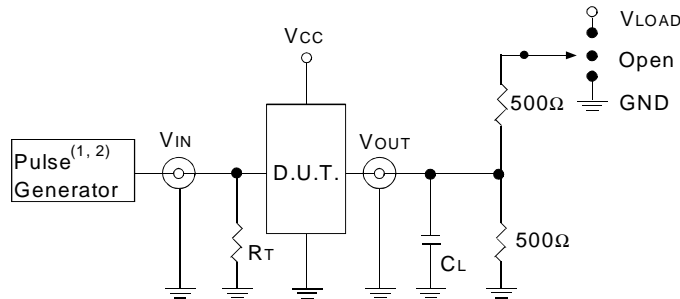 VLOAD
VCC
Open
500Ω
GND
VIN
VOUT
Pulse(1, 2)
Generator
D.U.T.
RT
CL
500Ω